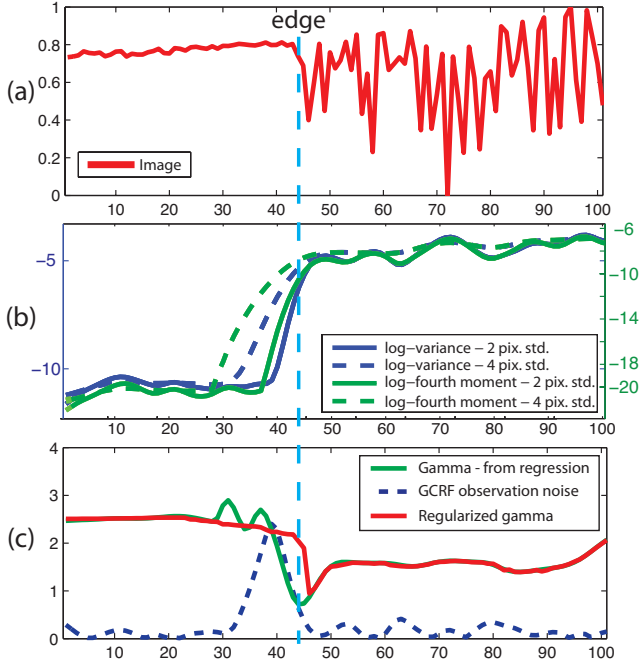 edge
1
0.8
0.6
0.4
0.2
0
(a)
Image
10 20 30 40 50 60 70 80 90 100
(b)
-5
-10
-6
-8
-10
-12
-14
-16
-18
-20
log-variance - 2 pix. std.
log-variance - 4 pix. std.
log-fourth moment - 2 pix. std.
log-fourth moment - 4 pix. std.
10 20 30 40 50 60 70 80 90 100
(c)
4
3
2
1
0
Gamma - from regression
GCRF observation noise
Regularized gamma
10 20 30 40 50 60 70 80 90 100